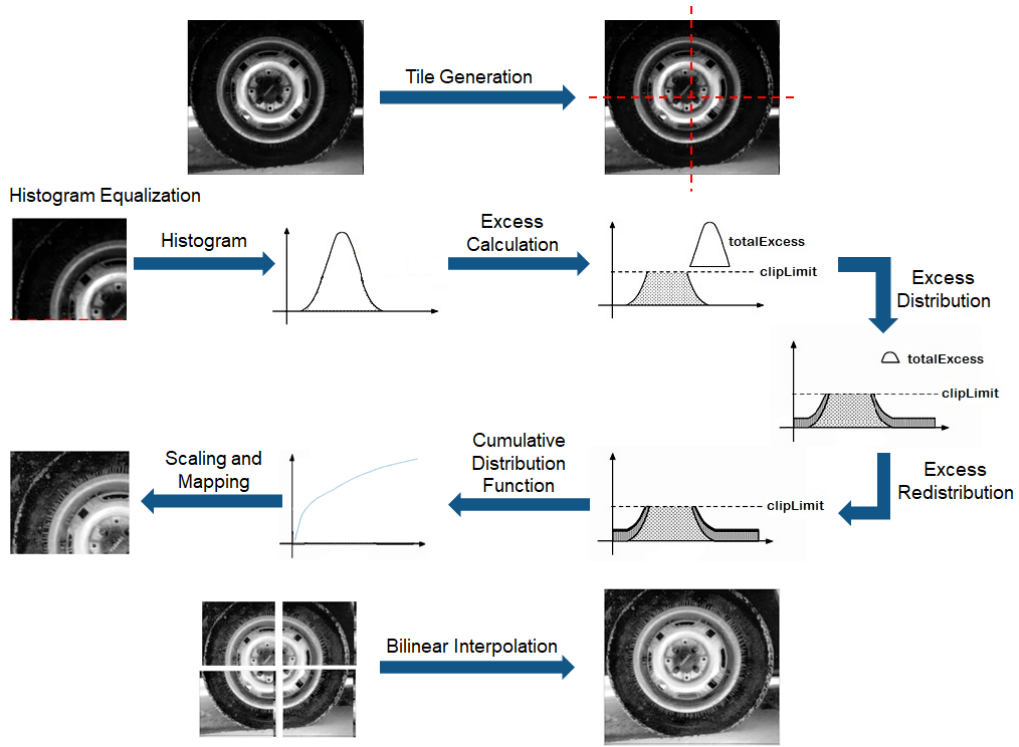 Tile Generation
Histogram Equalization
Histogram
Excess
Calculation
totalExcess
clipLimit
Excess
Distribution
totalExcess
clipLimit
Excess
Redistribution
clipLimit
Cumulative
Distribution
Function
Scaling and
Mapping
Bilinear Interpolation